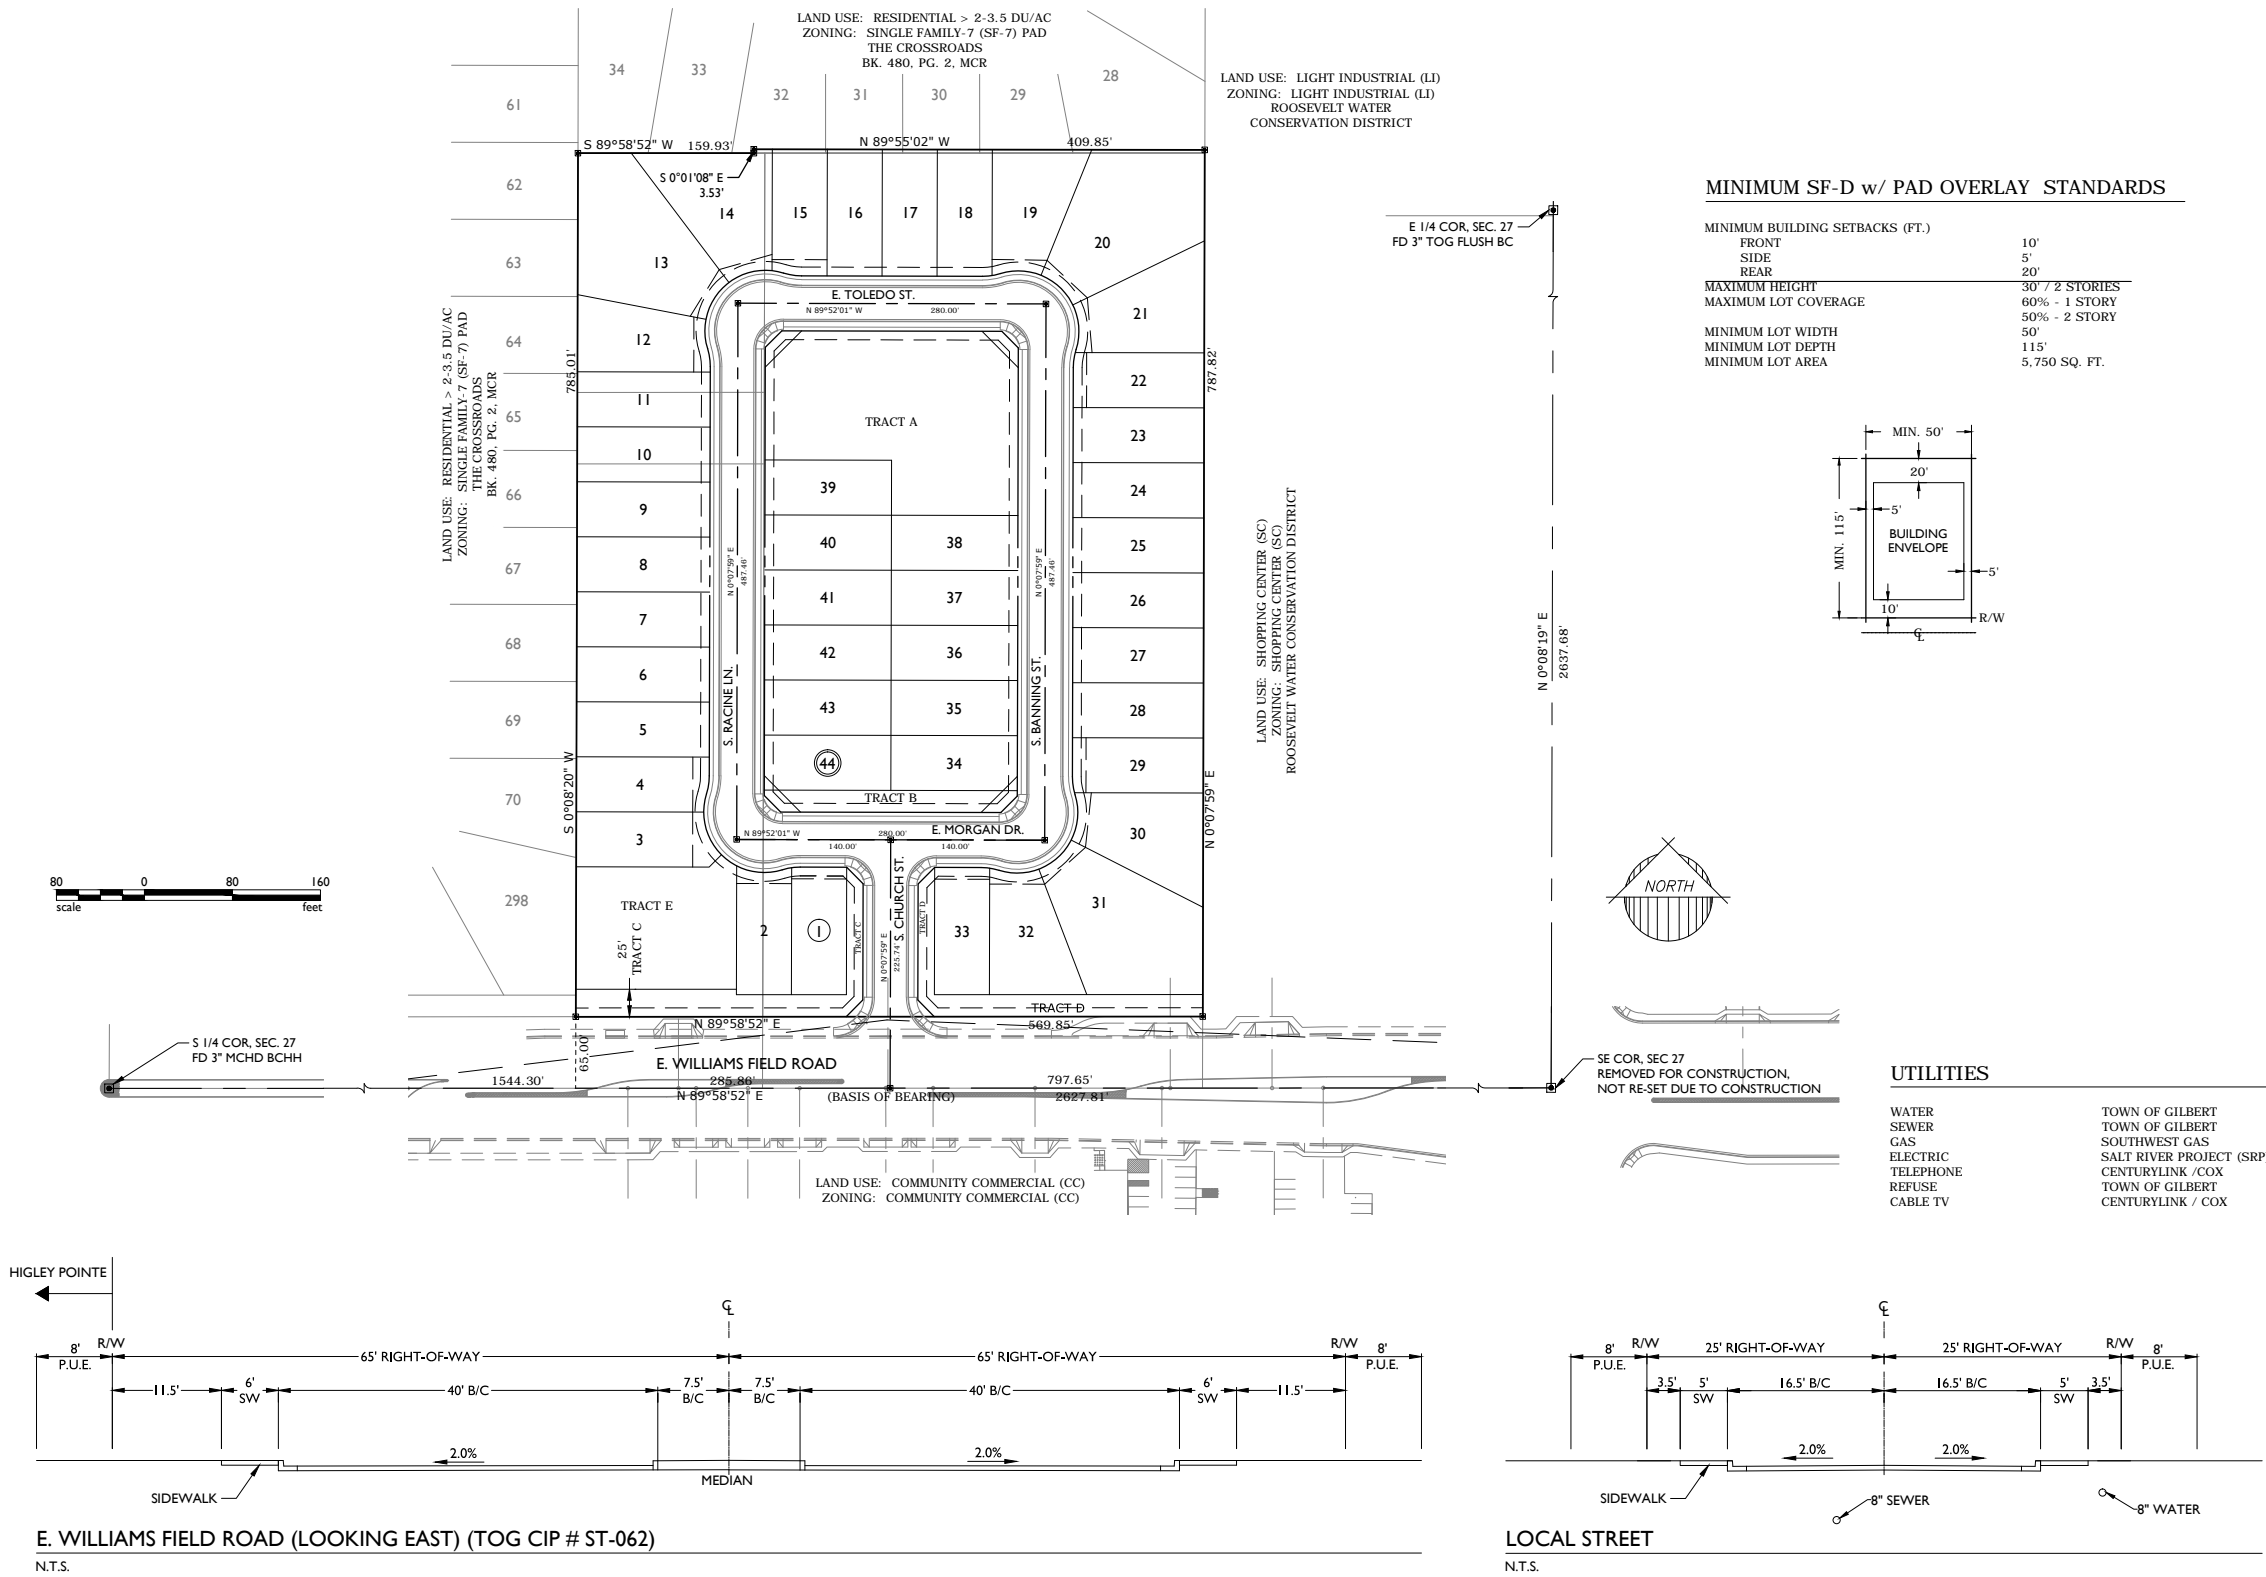 LAND USE: RESIDENTIAL > 2-3.5 DU/AC
ZONING: SINGLE FAMILY-7 (SF-7) PAD
THE CROSSROADS
BK. 480, PG. 2, MCR
LAND USE: LIGHT INDUSTRIAL (LI)
ZONING: LIGHT INDUSTRIAL (LI)
ROOSEVELT WATER
CONSERVATION DISTRICT
34
33
32
31
30
29
28
61
62
63
64
65
66
67
68
69
70
298
LAND USE: RESIDENTIAL > 2-3.5 DU/AC
ZONING: SINGLE FAMILY-7 (SF-7) PAD
THE CROSSROADS
BK. 480, PG. 2, MCR
S 89°58'52" W 159.93'
N 89°55'02" W 409.85'
S 0°01'08" E
3.53'
785.01'
S 0°08'20" W
787.82'
N 0°07'59" E
14
15
16
17
18
19
20
13
21
12
22
11
23
10
24
9
25
8
26
7
27
6
28
5
29
4
30
3
31
E. TOLEDO ST.
N 89°52'01" W 280.00'
TRACT A
39
40
38
41
37
42
36
43
35
44
34
TRACT B
S. RACINE LN.
N 0°07'59" E
487.46'
S. BANNING ST.
N 0°07'59" E
487.46'
N 89°52'01" W 280.00'
E. MORGAN DR.
140.00' 140.00'
TRACT E
25'
TRACT C
2
1
TRACT C
N 0°07'59" E
225.74'
S. CHURCH ST.
TRACT D
33
32
TRACT D
N 89°58'52" E 569.85'
65.00'
E. WILLIAMS FIELD ROAD
1544.30' 285.86' 797.65'
N 89°58'52" E (BASIS OF BEARING) 2627.81'
S 1/4 COR, SEC. 27
FD 3" MCHD BCHH
80 0 80 160
scale feet
LAND USE: COMMUNITY COMMERCIAL (CC)
ZONING: COMMUNITY COMMERCIAL (CC)
LAND USE: SHOPPING CENTER (SC)
ZONING: SHOPPING CENTER (SC)
ROOSEVELT WATER CONSERVATION DISTRICT
E 1/4 COR, SEC. 27
FD 3" TOG FLUSH BC
N 0°08'19" E
2637.68'
SE COR, SEC 27
REMOVED FOR CONSTRUCTION,
NOT RE-SET DUE TO CONSTRUCTION
MINIMUM SF-D w/ PAD OVERLAY STANDARDS
MINIMUM BUILDING SETBACKS (FT.)
FRONT 10'
SIDE 5'
REAR 20'
MAXIMUM HEIGHT 30' / 2 STORIES
MAXIMUM LOT COVERAGE 60% - 1 STORY
50% - 2 STORY
MINIMUM LOT WIDTH 50'
MINIMUM LOT DEPTH 115'
MINIMUM LOT AREA 5,750 SQ. FT.
MIN. 50'
20'
5'
MIN. 115'
BUILDING
ENVELOPE
5'
10'
R/W
℄
NORTH
UTILITIES
WATER TOWN OF GILBERT
SEWER TOWN OF GILBERT
GAS SOUTHWEST GAS
ELECTRIC SALT RIVER PROJECT (SRP
TELEPHONE CENTURYLINK /COX
REFUSE TOWN OF GILBERT
CABLE TV CENTURYLINK / COX
HIGLEY POINTE
℄
8'
P.U.E.
R/W
65' RIGHT-OF-WAY
65' RIGHT-OF-WAY
R/W
8'
P.U.E.
11.5'
6'
SW
40' B/C
7.5'
B/C
7.5'
B/C
40' B/C
6'
SW
11.5'
2.0%
2.0%
SIDEWALK
MEDIAN
E. WILLIAMS FIELD ROAD (LOOKING EAST) (TOG CIP # ST-062)
N.T.S.
℄
8'
P.U.E.
R/W
25' RIGHT-OF-WAY
25' RIGHT-OF-WAY
R/W
8'
P.U.E.
3.5'
5'
SW
16.5' B/C
16.5' B/C
5'
SW
3.5'
2.0%
2.0%
SIDEWALK
8" SEWER
8" WATER
LOCAL STREET
N.T.S.